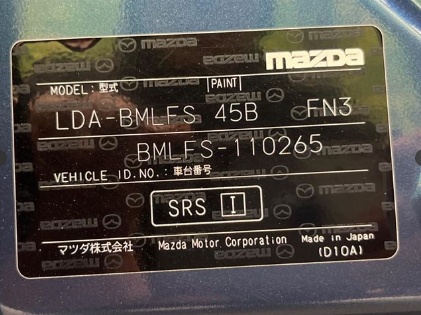 mazda
MODEL: 型式 PAINT
LDA-BMLFS 45B FN3
BMLFS-110265
VEHICLE ID.NO.: 車台番号
SRS I
マツダ株式会社 Mazda Motor Corporation Made in Japan
(D10A)